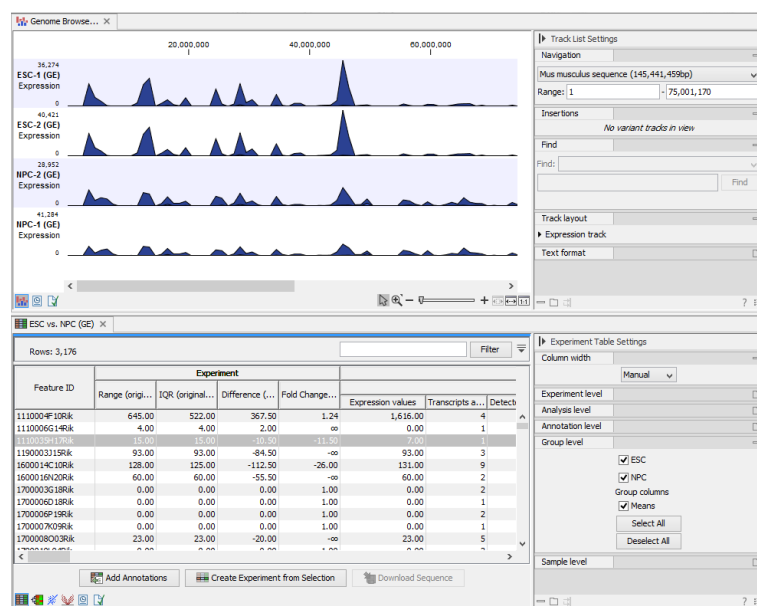 Genome Browse... ×
20,000,000 40,000,000 60,000,000
36,274
ESC-1 (GE)
Expression
0
40,421
ESC-2 (GE)
Expression
0
28,952
NPC-2 (GE)
Expression
0
41,284
NPC-1 (GE)
Expression
0
Track List Settings
Navigation
Mus musculus sequence (145,441,459bp)
Range: 1 - 75,001,170
Insertions
No variant tracks in view
Find
Find:
Find
Track layout
Expression track
Text format
1:1
?
ESC vs. NPC (GE) ×
Rows: 3,176 Filter
Experiment
Feature ID Range (origi... IQR (original... Difference (... Fold Change... Expression values Transcripts a... Detect
1110004F10Rik 645.00 522.00 367.50 1.24 1,616.00 4
1110006G14Rik 4.00 4.00 2.00 ∞ 0.00 1
1110035H17Rik 15.00 15.00 -10.50 -11.50 7.00 1
1190003J15Rik 93.00 93.00 -84.50 -∞ 93.00 3
1600014C10Rik 128.00 125.00 -112.50 -26.00 131.00 9
1600016N20Rik 60.00 60.00 -55.50 -∞ 60.00 2
1700003G18Rik 0.00 0.00 0.00 1.00 0.00 2
1700006D18Rik 0.00 0.00 0.00 1.00 0.00 1
1700006P19Rik 0.00 0.00 0.00 1.00 0.00 2
1700007K09Rik 0.00 0.00 0.00 1.00 0.00 1
1700008O03Rik 23.00 23.00 -20.00 -∞ 23.00 5
Add Annotations Create Experiment from Selection Download Sequence
Experiment Table Settings
Column width
Manual
Experiment level
Analysis level
Annotation level
Group level
ESC
NPC
Group columns
Means
Select All
Deselect All
Sample level
?